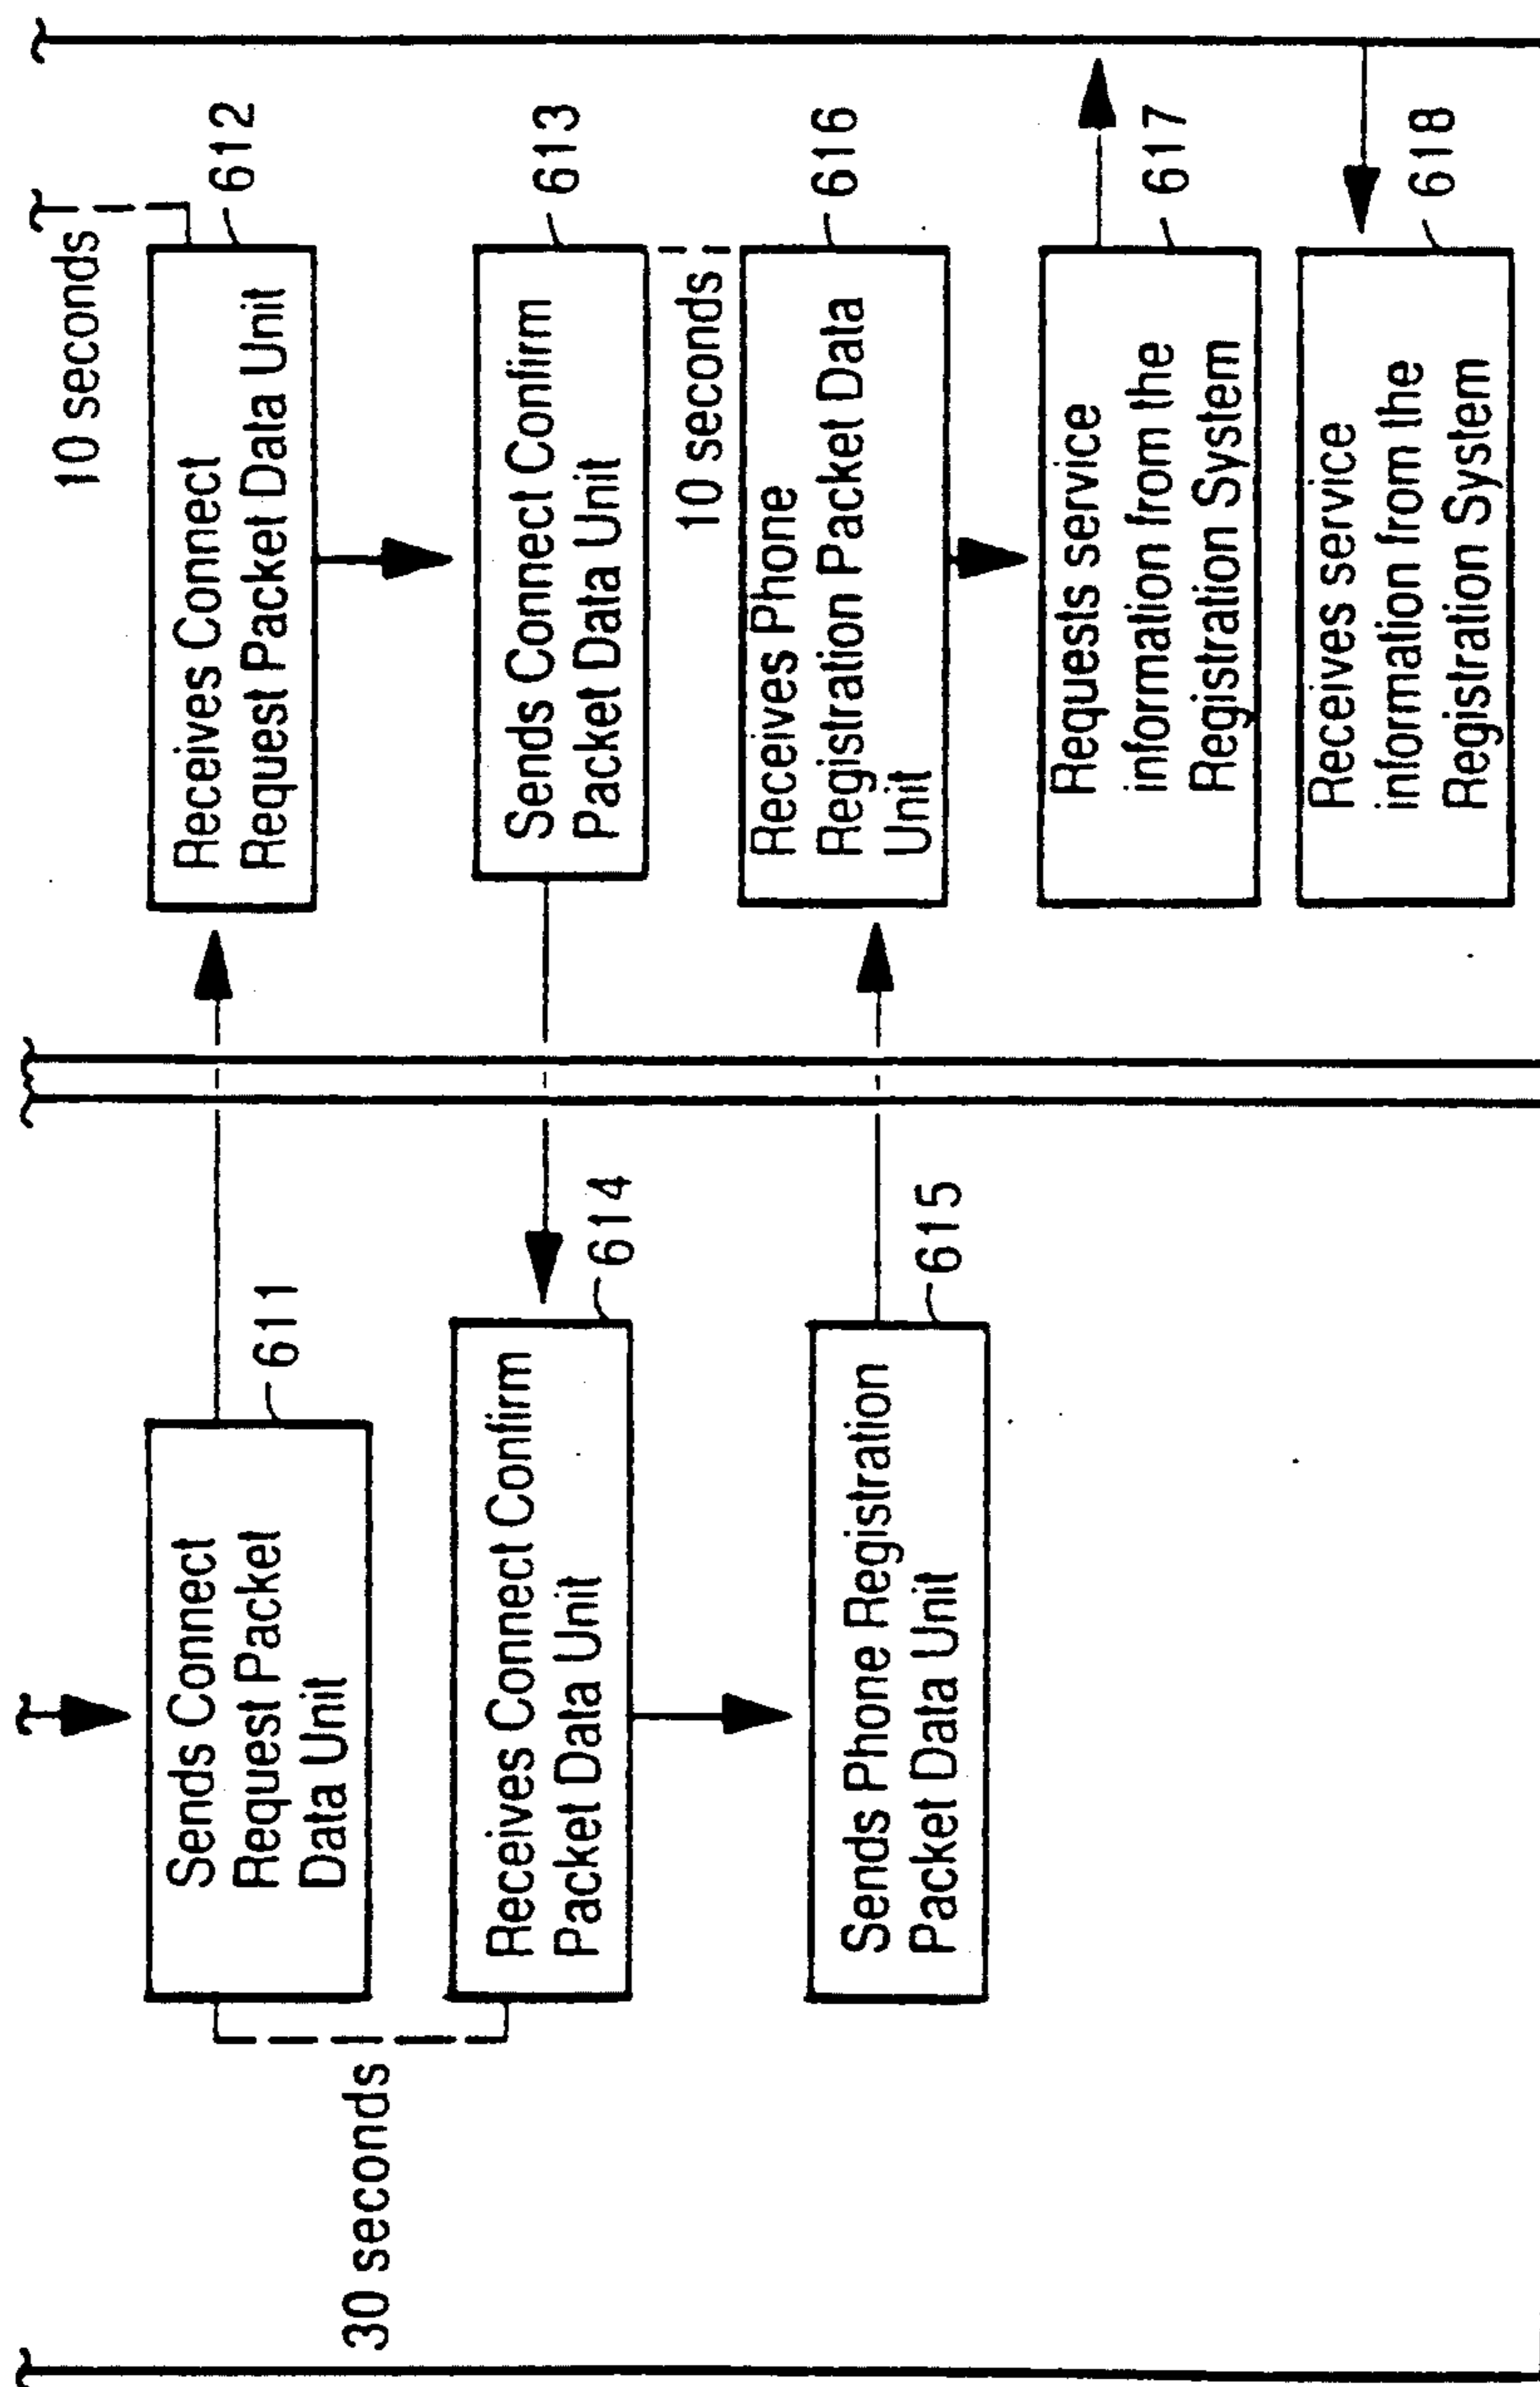 10 seconds
Sends Connect
Request Packet
Data Unit
611
Receives Connect
Request Packet Data Unit
612
30 seconds
Sends Connect Confirm
Packet Data Unit
613
Receives Connect Confirm
Packet Data Unit
614
10 seconds
Sends Phone Registration
Packet Data Unit
615
Receives Phone
Registration Packet Data
Unit
616
Requests service
information from the
Registration System
617
Receives service
information from the
Registration System
618